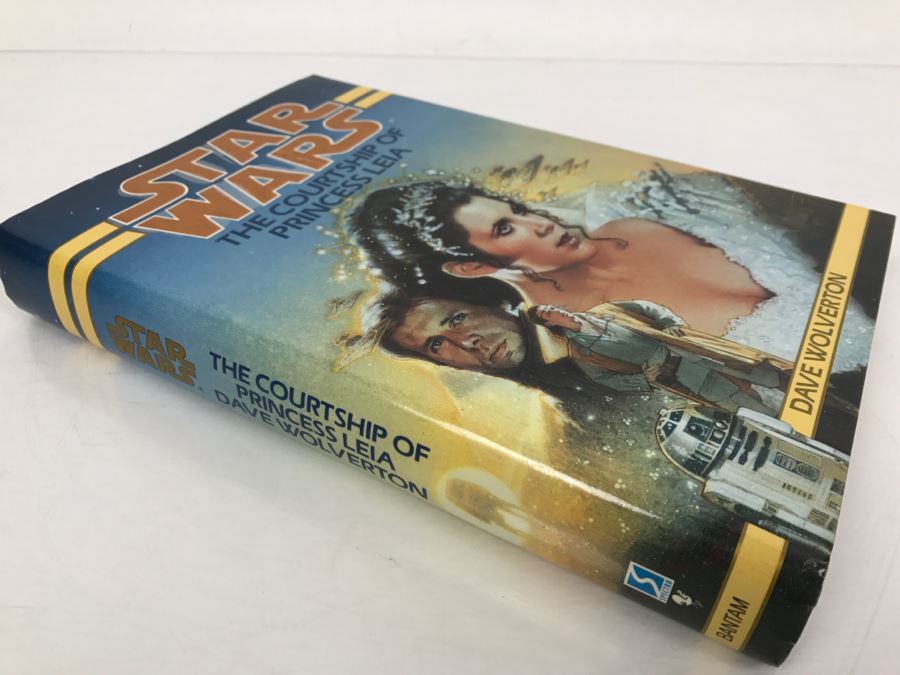 STAR
WARS
THE COURTSHIP OF
PRINCESS LEIA
DAVE WOLVERTON
STAR
WARS
THE COURTSHIP OF
PRINCESS LEIA
DAVE WOLVERTON
SPECTRA
BANTAM